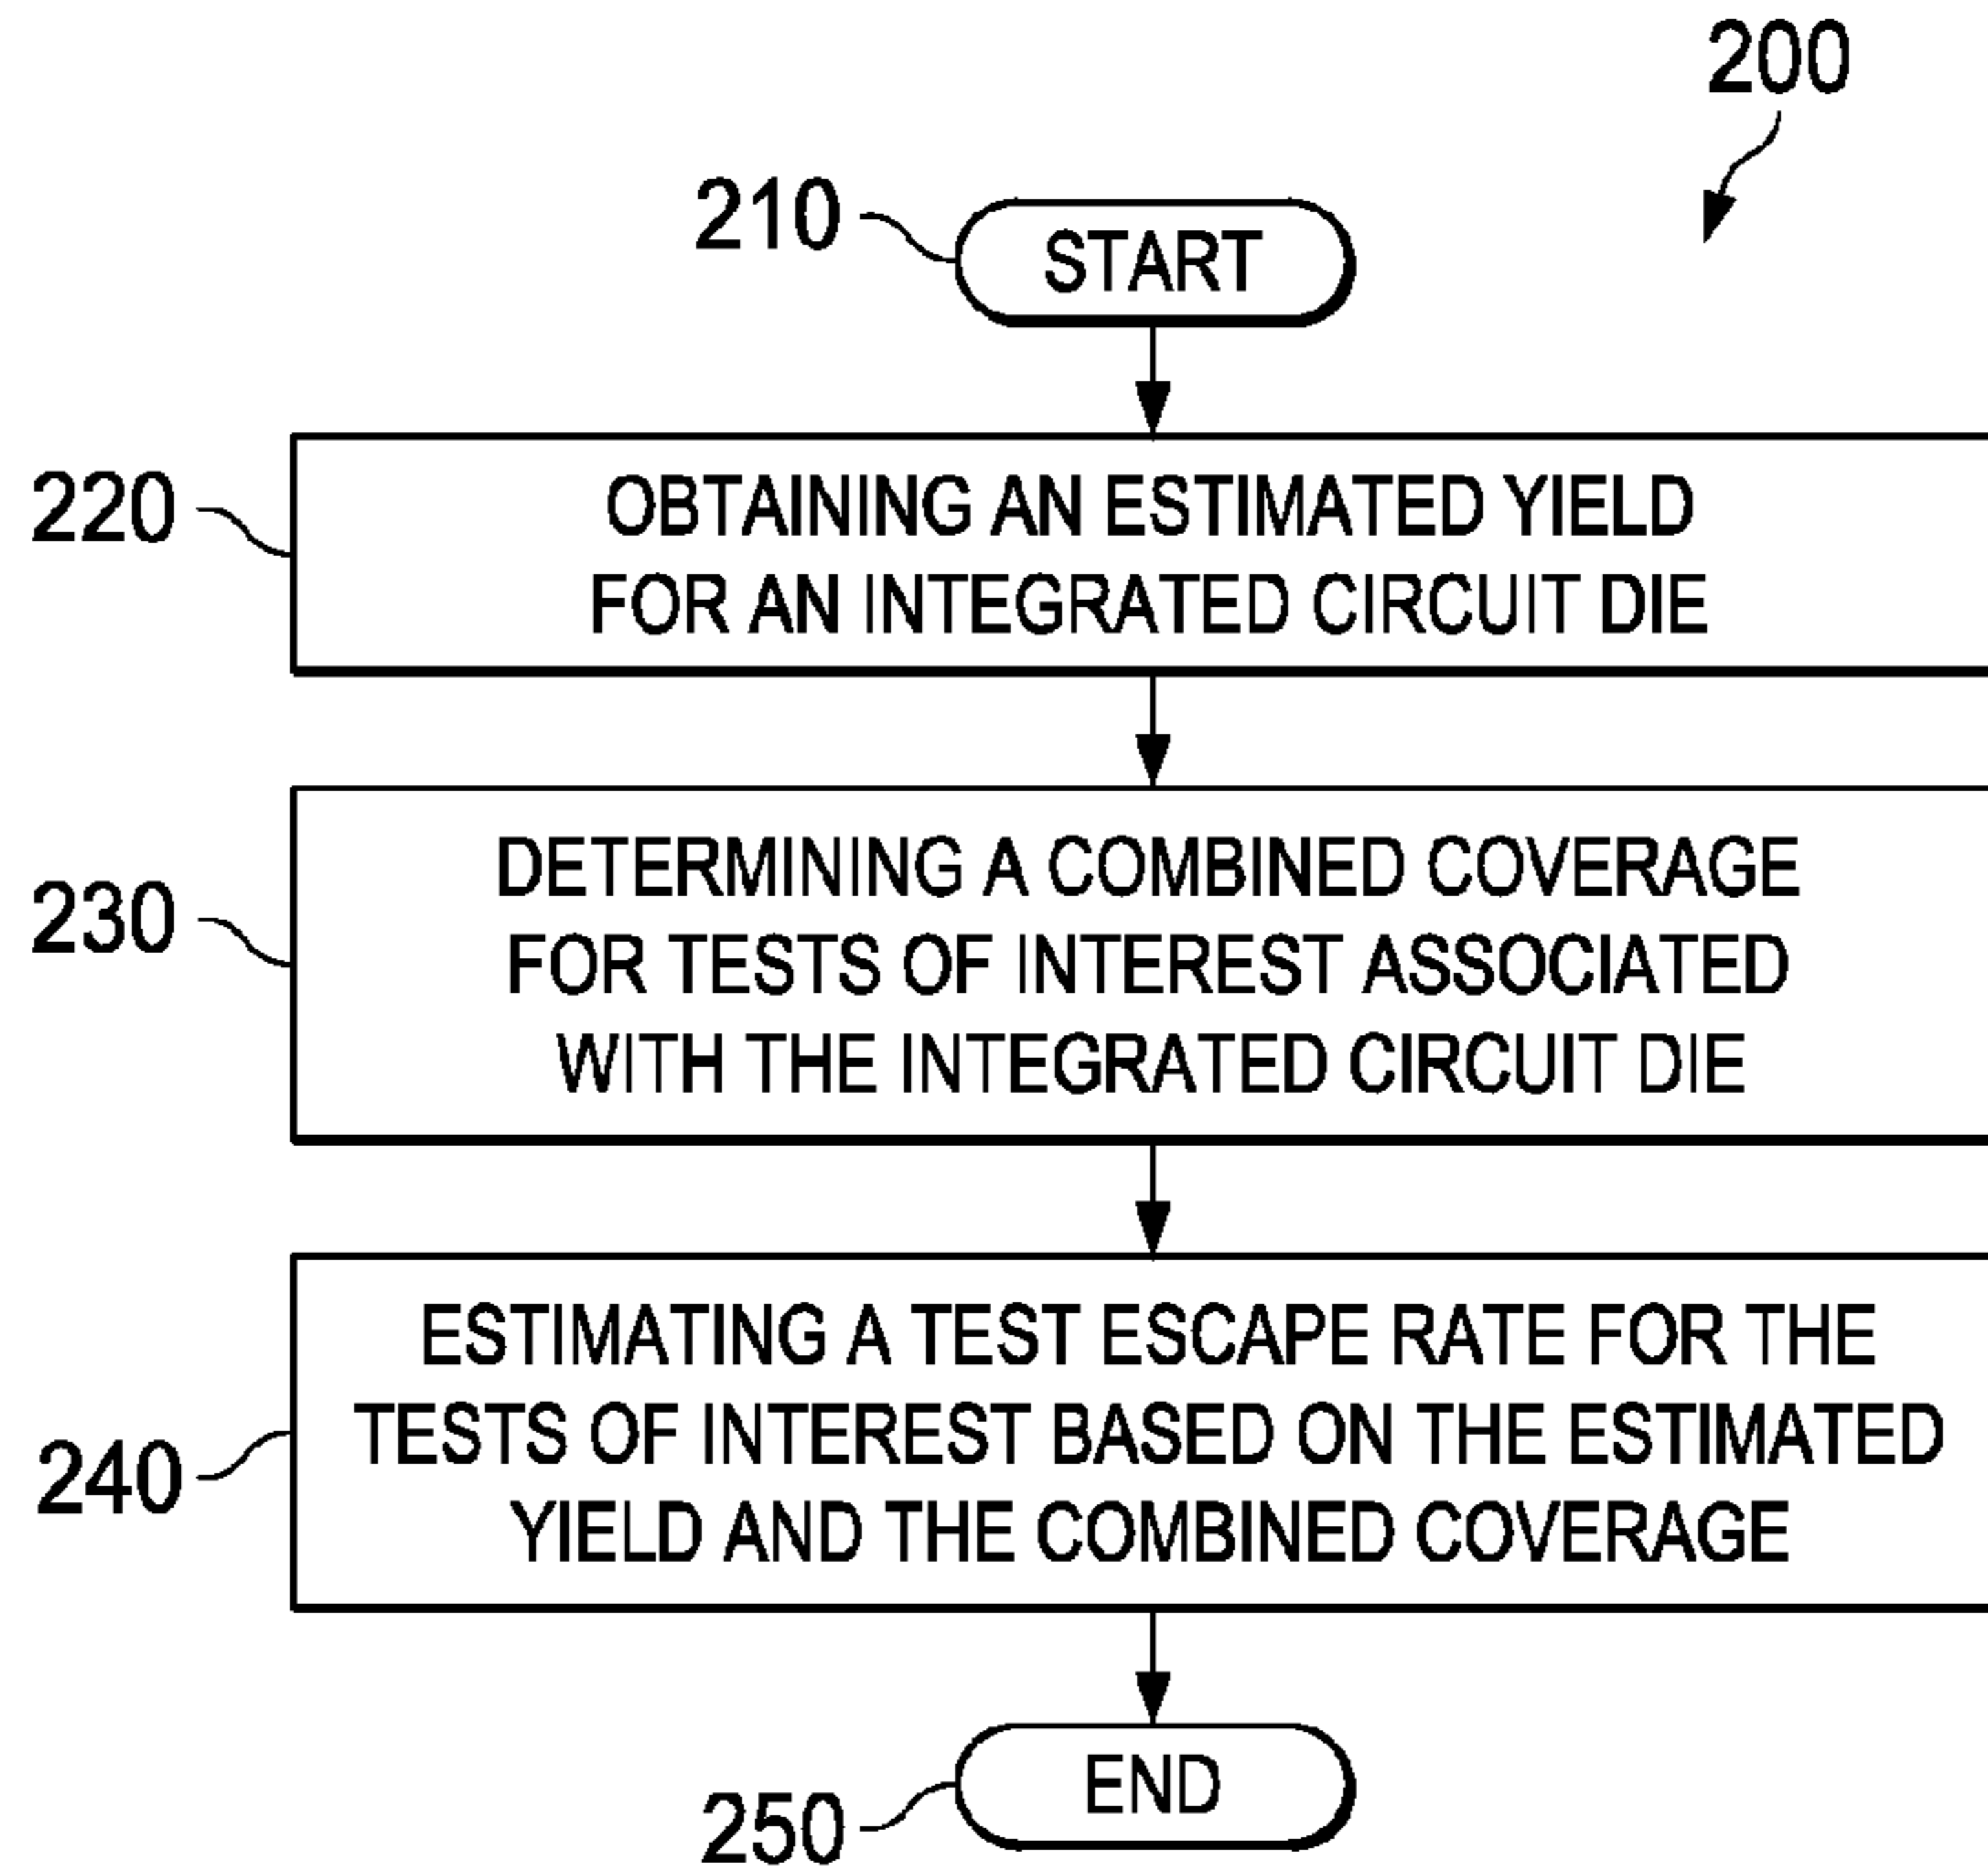 200
210
START
220
OBTAINING AN ESTIMATED YIELD
FOR AN INTEGRATED CIRCUIT DIE
230
DETERMINING A COMBINED COVERAGE
FOR TESTS OF INTEREST ASSOCIATED
WITH THE INTEGRATED CIRCUIT DIE
240
ESTIMATING A TEST ESCAPE RATE FOR THE
TESTS OF INTEREST BASED ON THE ESTIMATED
YIELD AND THE COMBINED COVERAGE
250
END